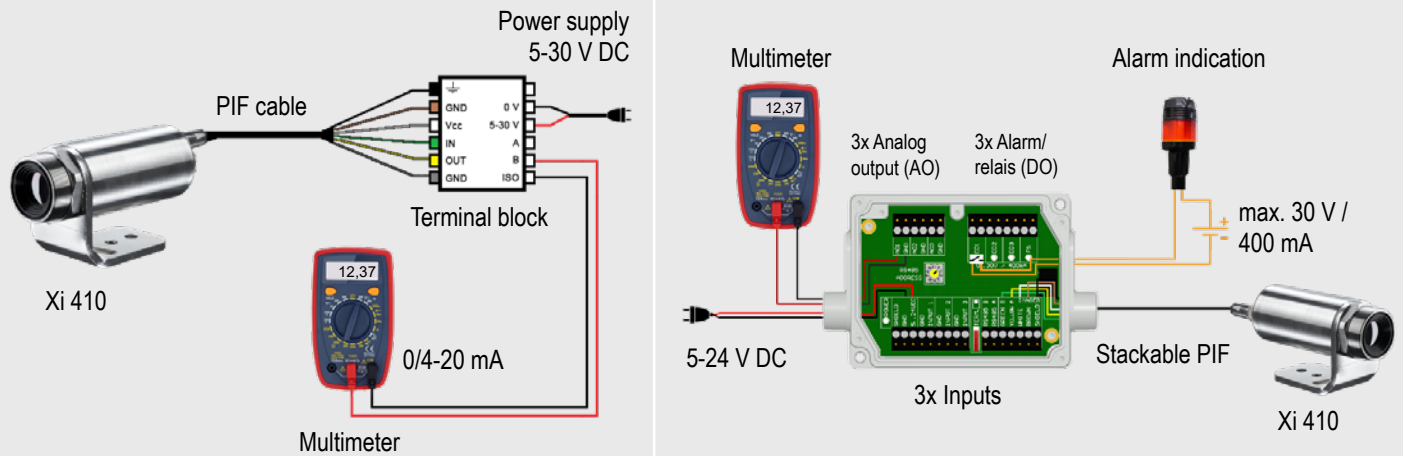 Power supply
5-30 V DC
PIF cable
GND
Vcc
IN
OUT
GND
0 V
5-30 V
A
B
ISO
Terminal block
Xi 410
12,37
0/4-20 mA
Multimeter
Multimeter
12,37
3x Analog
output (AO)
3x Alarm/
relais (DO)
Alarm indication
max. 30 V /
400 mA
5-24 V DC
3x Inputs
Stackable PIF
Xi 410